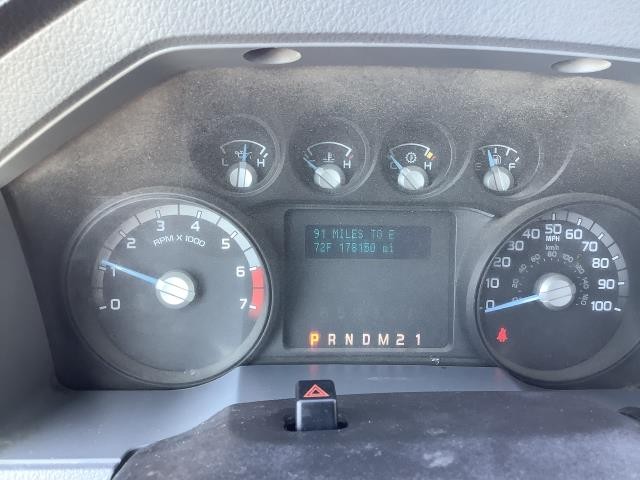 L H
C H
E F
RPM X 1000
0 1 2 3 4 5 6 7
91 MILES TO E
72F 178150 mi
P R N D M 2 1
MPH
km/h
0 10 20 30 40 50 60 70 80 90 100